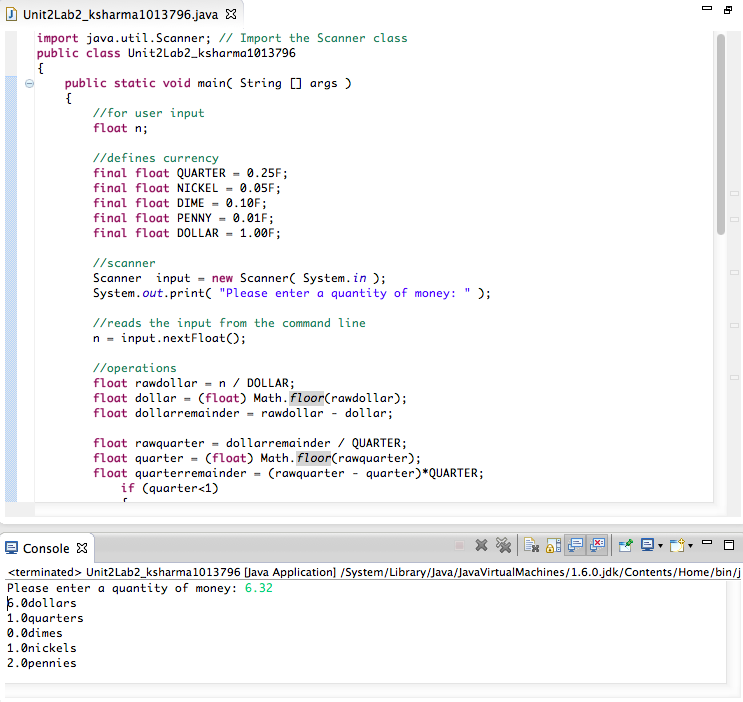 Unit2Lab2_ksharma1013796.java
import java.util.Scanner; // Import the Scanner class
public class Unit2Lab2_ksharma1013796
{
public static void main( String [] args )
{
//for user input
float n;
//defines currency
final float QUARTER = 0.25F;
final float NICKEL = 0.05F;
final float DIME = 0.10F;
final float PENNY = 0.01F;
final float DOLLAR = 1.00F;
//scanner
Scanner  input = new Scanner( System.in );
System.out.print( "Please enter a quantity of money: " );
//reads the input from the command line
n = input.nextFloat();
//operations
float rawdollar = n / DOLLAR;
float dollar = (float) Math.floor(rawdollar);
float dollarremainder = rawdollar - dollar;
float rawquarter = dollarremainder / QUARTER;
float quarter = (float) Math.floor(rawquarter);
float quarterremainder = (rawquarter - quarter)*QUARTER;
if (quarter<1)
Console
<terminated> Unit2Lab2_ksharma1013796 [Java Application] /System/Library/Java/JavaVirtualMachines/1.6.0.jdk/Contents/Home/bin/j
Please enter a quantity of money: 6.32
6.0dollars
1.0quarters
0.0dimes
1.0nickels
2.0pennies